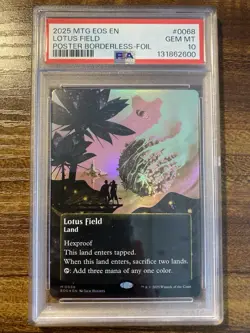 2025 MTG EOS EN #0068
LOTUS FIELD GEM MT
POSTER BORDERLESS-FOIL 10
PSA 131862600
Lotus Field
Land
Hexproof
This land enters tapped.
When this land enters, sacrifice two lands.
: Add three mana of any one color.